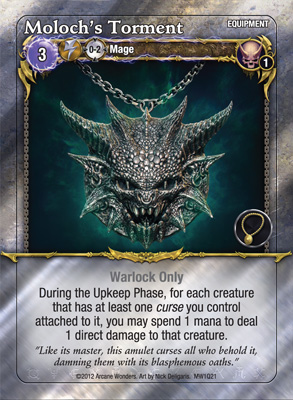 Moloch's Torment
EQUIPMENT
3
0-2 Mage
1
Warlock Only
During the Upkeep Phase, for each creature
that has at least one curse you control
attached to it, you may spend 1 mana to deal
1 direct damage to that creature.
"Like its master, this amulet curses all who behold it,
damning them with its blasphemous oaths."
©2012 Arcane Wonders. Art by Nick Deligaris. MW1Q21